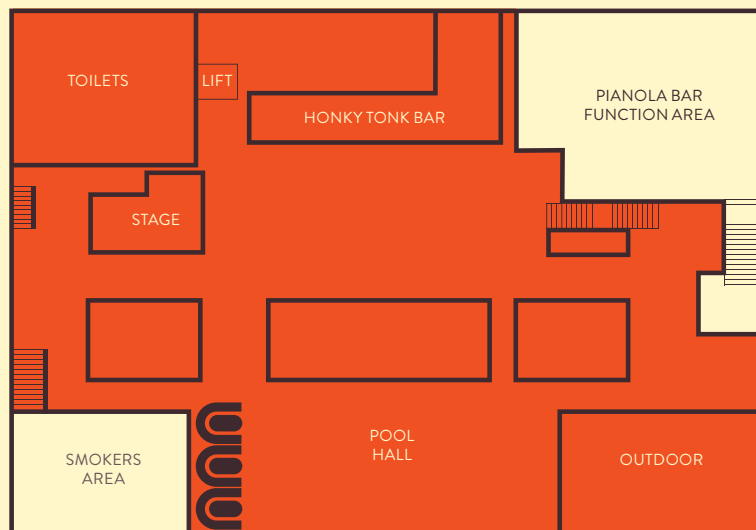 TOILETS
LIFT
HONKY TONK BAR
PIANOLA BAR
FUNCTION AREA
STAGE
POOL
HALL
SMOKERS
AREA
OUTDOOR